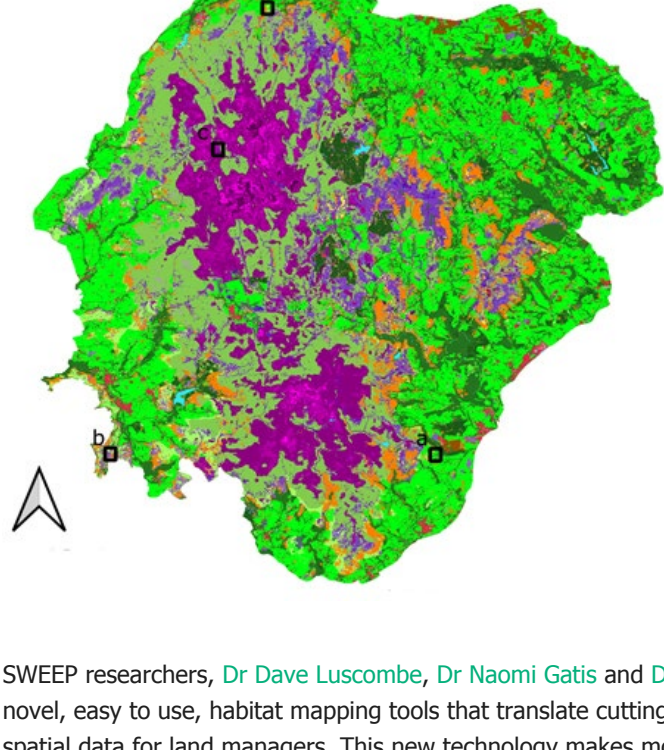 c
b
a
SWEEP researchers, Dr Dave Luscombe, Dr Naomi Gatis and
novel, easy to use, habitat mapping tools that translate cutting
spatial data for land managers. This new technology makes